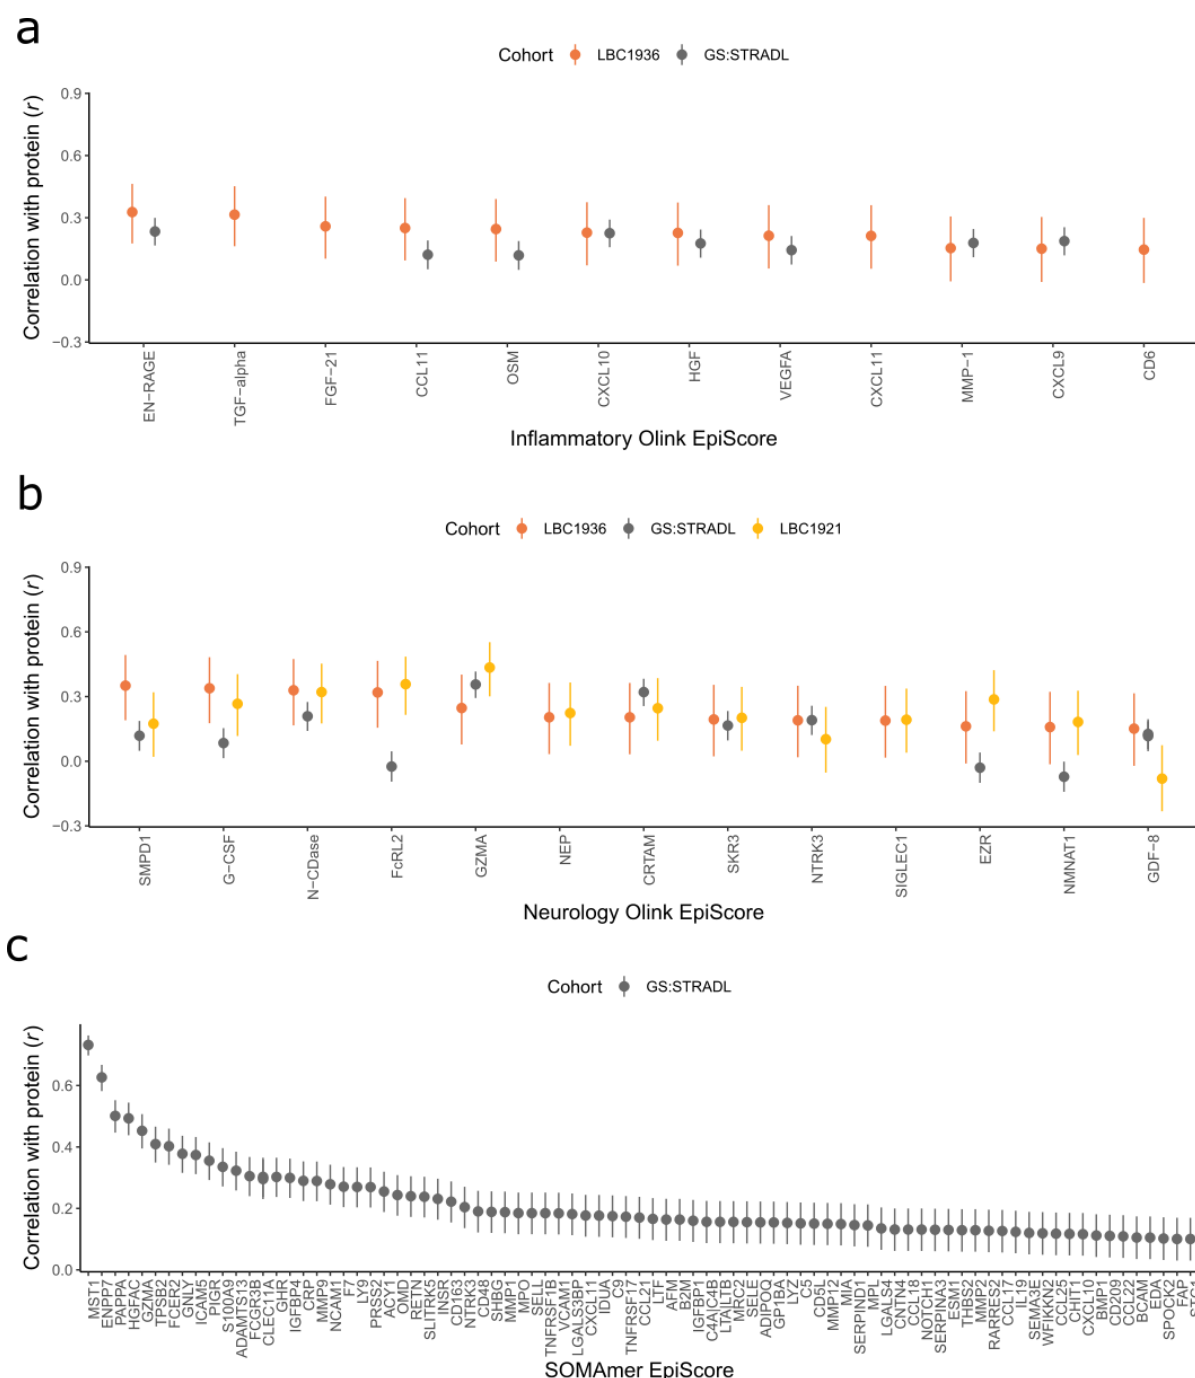 a
Cohort LBC1936 GS:STRADL
Correlation with protein (r)
0.9
0.6
0.3
0.0
−0.3
EN−RAGE
TGF−alpha
FGF−21
CCL11
OSM
CXCL10
HGF
VEGFA
CXCL11
MMP−1
CXCL9
CD6
Inflammatory Olink EpiScore
b
Cohort LBC1936 GS:STRADL LBC1921
Correlation with protein (r)
0.9
0.6
0.3
0.0
−0.3
SMPD1
G−CSF
N−CDase
FcRL2
GZMA
NEP
CRTAM
SKR3
NTRK3
SIGLEC1
EZR
NMNAT1
GDF−8
Neurology Olink EpiScore
c
Cohort GS:STRADL
Correlation with protein (r)
0.6
0.4
0.2
0.0
MST1
ENPP7
PAPPA
HGFAC
GZMA
TPSB2
FCER2
GNLY
ICAM5
PIGR
S100A9
ADAMTS13
FCGR3B
CLEC11A
GHR
IGFBP4
CRP
MMP9
NCAM1
F7
LY9
PRSS2
ACY1
OMD
RETN
SLITRK5
INSR
CD163
NTRK3
CD48
SHBG
MMP1
MPO
SELL
TNFRSF1B
VCAM1
LGALS3BP
CXCL11
IDUA
C9
TNFRSF17
CCL21
LTF
AFM
B2M
IGFBP1
C4A|C4B
LTA|LTB
MRC2
SELE
ADIPOQ
GP1BA
LYZ
C5
CD5L
MMP12
MIA
SERPIND1
MPL
LGALS4
CNTN4
CCL18
NOTCH1
SERPINA3
ESM1
THBS2
MMP2
RARRES2
CCL17
IL19
SEMA3E
WFIKKN2
CCL25
CHIT1
CXCL10
BMP1
CD209
CCL22
BCAM
EDA
SPOCK2
FAP
STC1
SOMAmer EpiScore